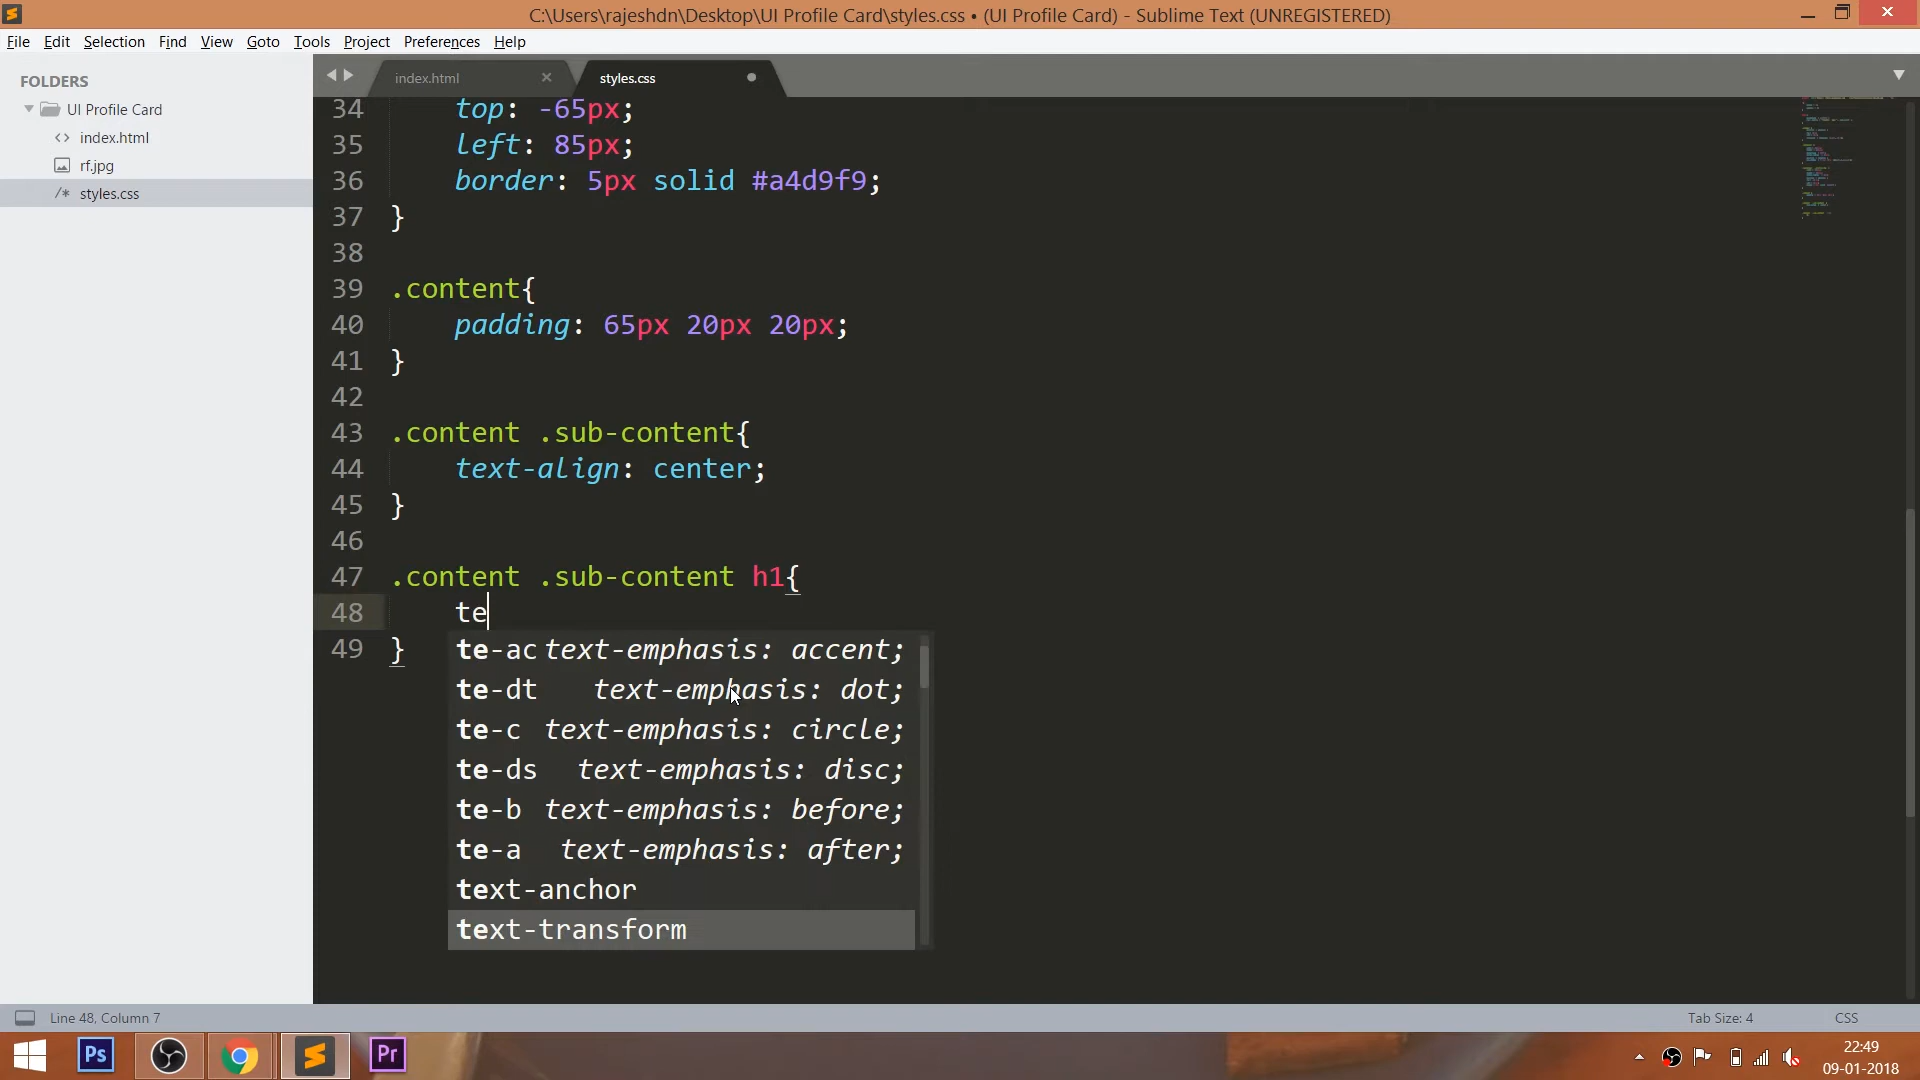 C:\Users\rajeshdn\Desktop\UI Profile Card\styles.css • (UI Profile Card) - Sublime Text (UNREGISTERED)
File Edit Selection Find View Goto Tools Project Preferences Help
FOLDERS
UI Profile Card
<> index.html
rf.jpg
/* styles.css
index.html
styles.css
34 top: -65px;
35 left: 85px;
36 border: 5px solid #a4d9f9;
37 }
38
39 .content{
40 padding: 65px 20px 20px;
41 }
42
43 .content .sub-content{
44 text-align: center;
45 }
46
47 .content .sub-content h1{
48 te
49 }
te-ac text-emphasis: accent;
te-dt text-emphasis: dot;
te-c text-emphasis: circle;
te-ds text-emphasis: disc;
te-b text-emphasis: before;
te-a text-emphasis: after;
text-anchor
text-transform
Line 48, Column 7
Tab Size: 4
CSS
Ps
Pr
22:49
09-01-2018